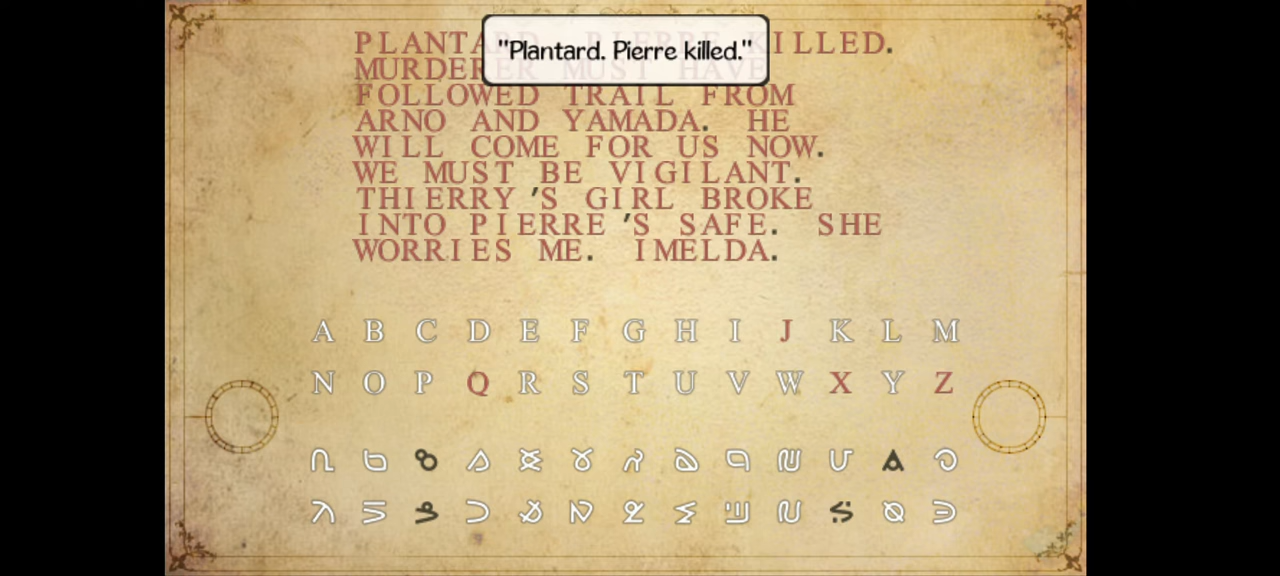 "Plantard. Pierre killed."
PLANTARD. PIERRE KILLED.
MURDERER MUST HAVE
FOLLOWED TRAIL FROM
ARNO AND YAMADA. HE
WILL COME FOR US NOW.
WE MUST BE VIGILANT.
THIERRY 'S GIRL BROKE
INTO PIERRE 'S SAFE. SHE
WORRIES ME. IMELDA.
A B C D E F G H I J K L M
N O P Q R S T U V W X Y Z